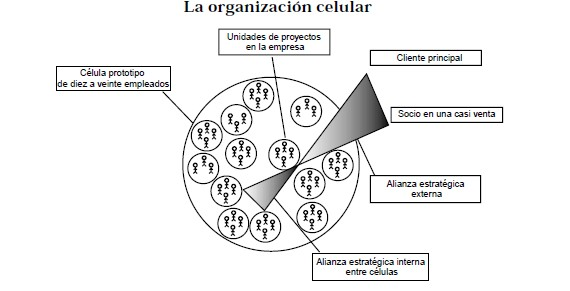 La organización celular
Unidades de proyectos
en la empresa
Cliente principal
Célula prototipo
de diez a veinte empleados
Socio en una casi venta
Alianza estratégica
externa
Alianza estratégica interna
entre células